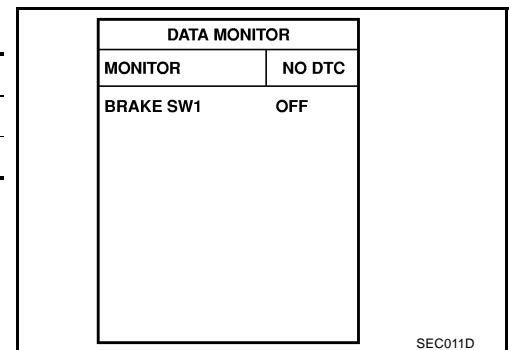 DATA MONITOR
MONITOR NO DTC
BRAKE SW1 OFF
SEC011D